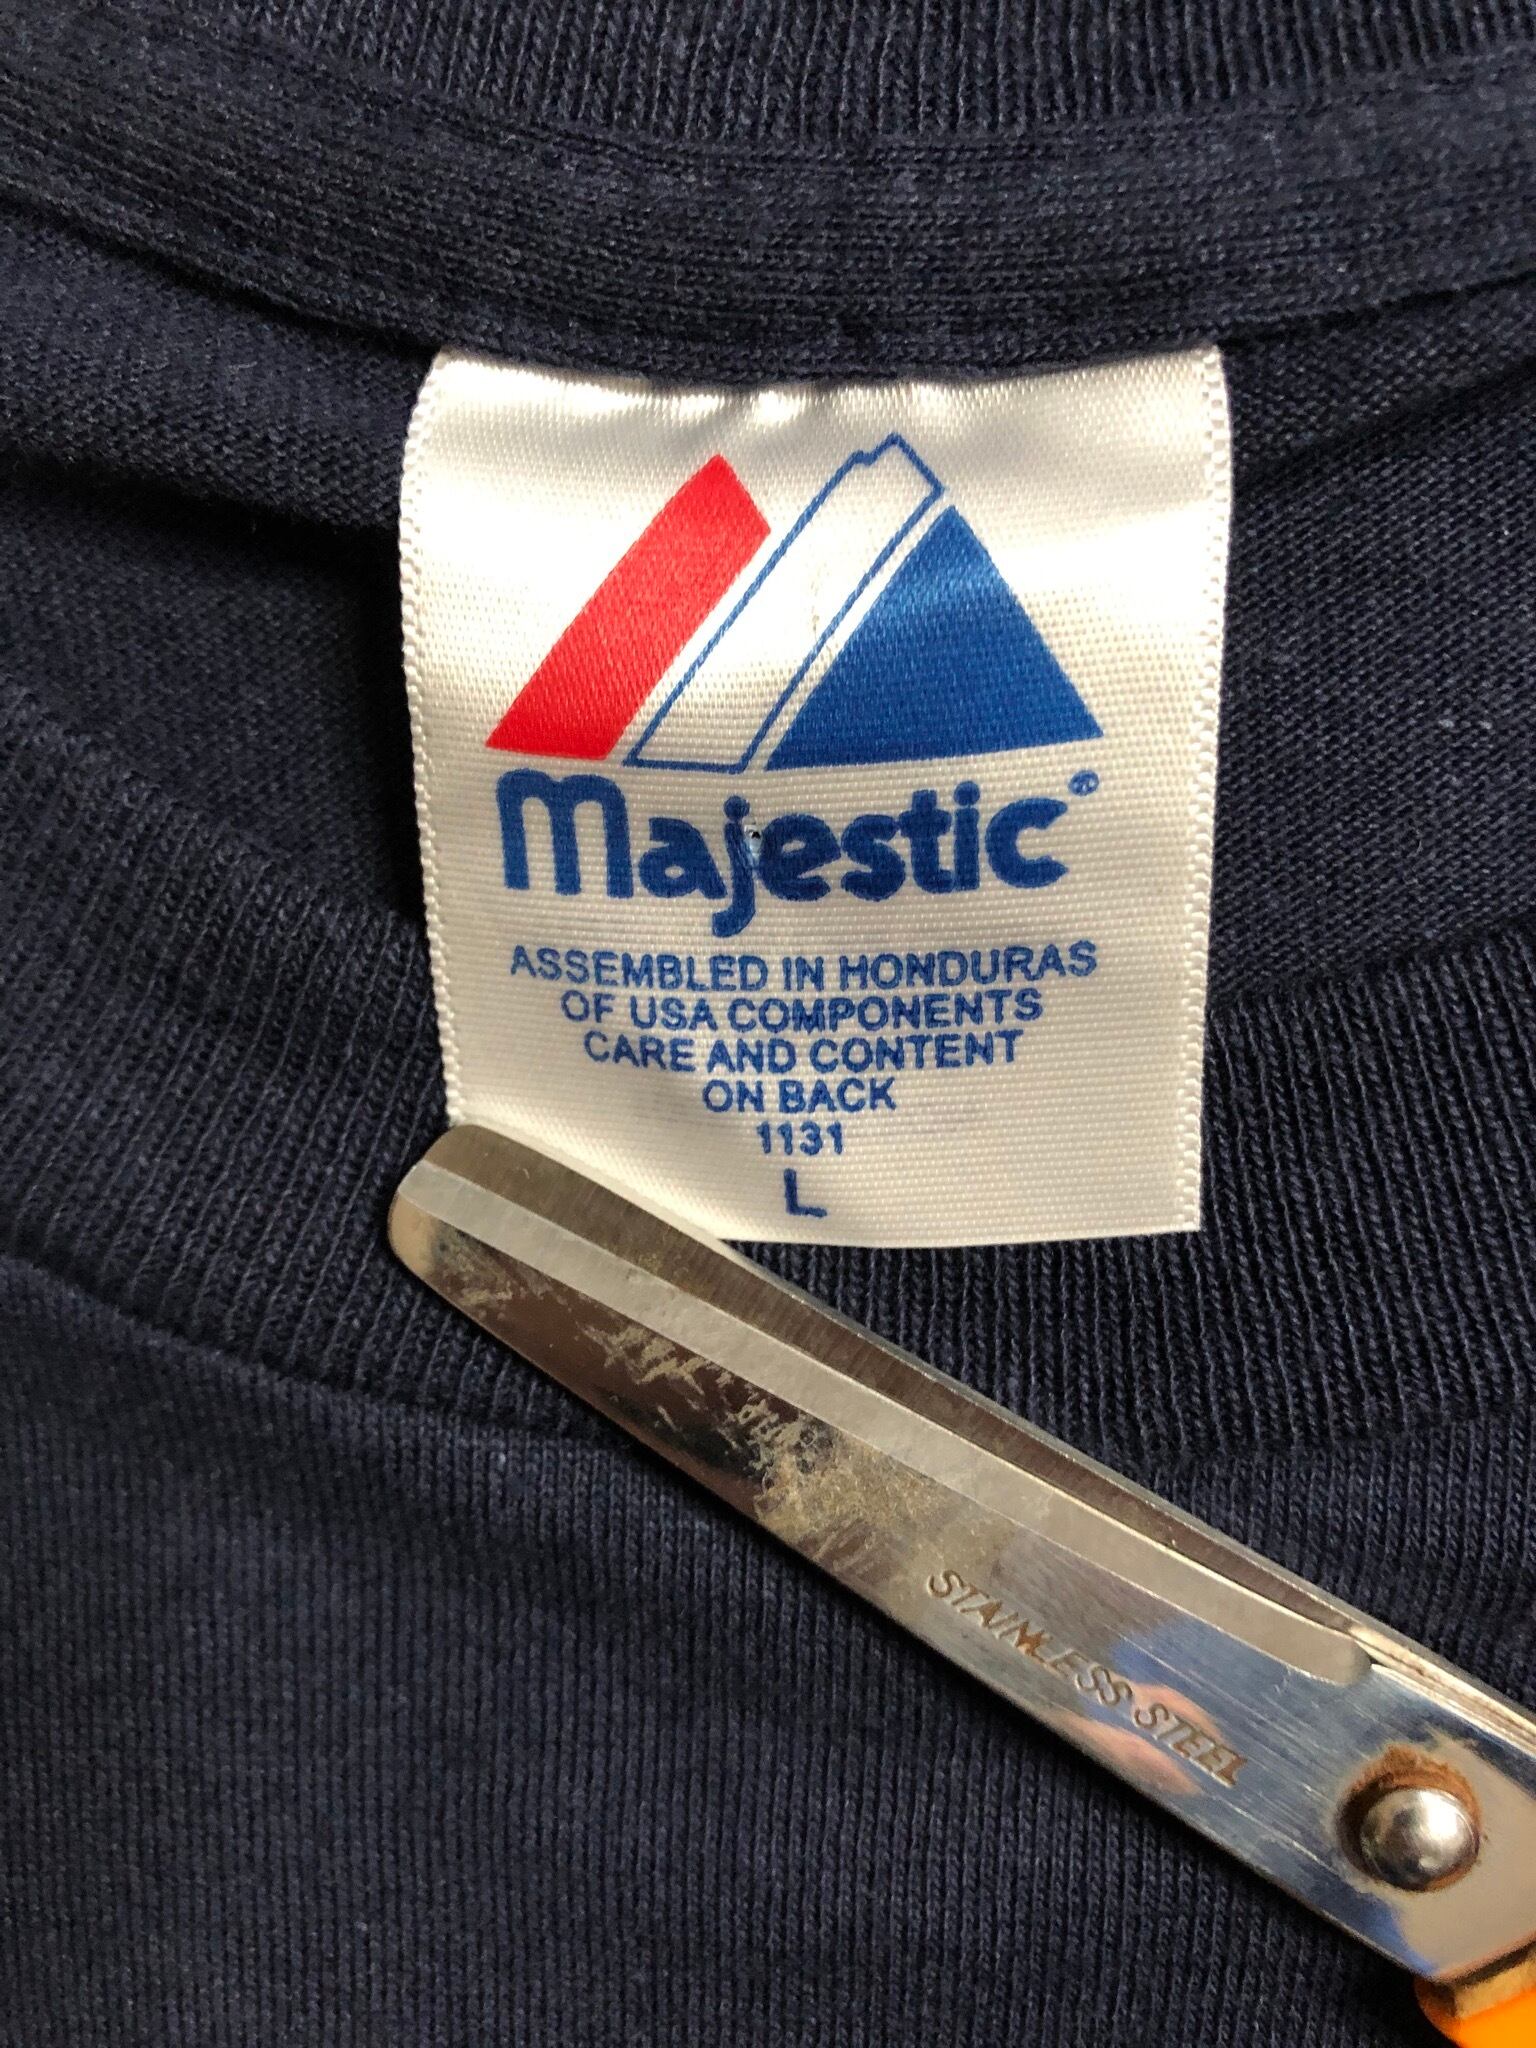 Majestic®
ASSEMBLED IN HONDURAS
OF USA COMPONENTS
CARE AND CONTENT
ON BACK
1131
L
STAINLESS STEEL